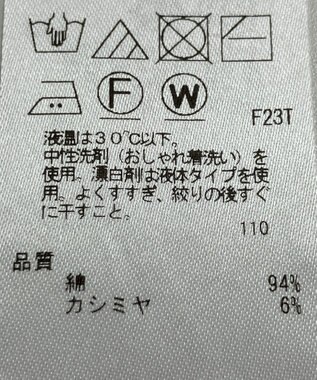 F W
F23T
液温は30℃以下。
中性洗剤(おしゃれ着洗い)を
使用。漂白剤は液体タイプを使
用。よくすすぎ、絞りの後すぐ
に干すこと。
110
品質
綿 94%
カシミヤ 6%